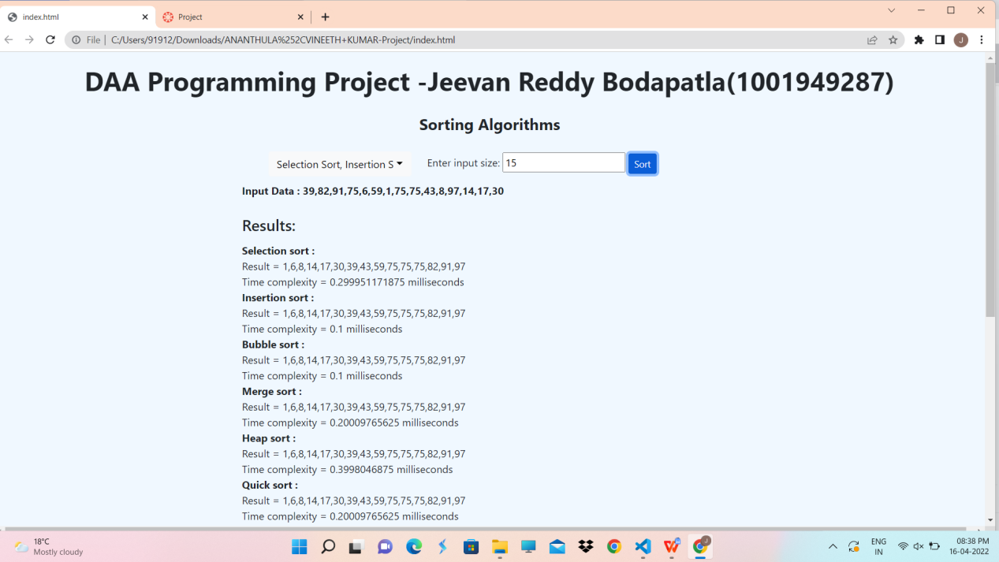 index.html
Project
File
C:/Users/91912/Downloads/ANANTHULA%252CVINEETH+KUMAR-Project/index.html
J
DAA Programming Project -Jeevan Reddy Bodapatla(1001949287)
Sorting Algorithms
Selection Sort, Insertion S
Enter input size: 15
Sort
Input Data : 39,82,91,75,6,59,1,75,75,43,8,97,14,17,30
Results:
Selection sort :
Result = 1,6,8,14,17,30,39,43,59,75,75,75,82,91,97
Time complexity = 0.299951171875 milliseconds
Insertion sort :
Result = 1,6,8,14,17,30,39,43,59,75,75,75,82,91,97
Time complexity = 0.1 milliseconds
Bubble sort :
Result = 1,6,8,14,17,30,39,43,59,75,75,75,82,91,97
Time complexity = 0.1 milliseconds
Merge sort :
Result = 1,6,8,14,17,30,39,43,59,75,75,75,82,91,97
Time complexity = 0.20009765625 milliseconds
Heap sort :
Result = 1,6,8,14,17,30,39,43,59,75,75,75,82,91,97
Time complexity = 0.3998046875 milliseconds
Quick sort :
Result = 1,6,8,14,17,30,39,43,59,75,75,75,82,91,97
Time complexity = 0.20009765625 milliseconds
18°C
Mostly cloudy
J
ENG
IN
08:38 PM
16-04-2022